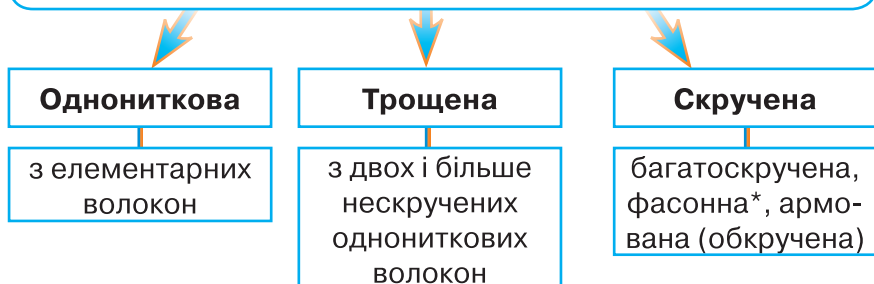 Однониткова
з елементарних
волокон
Трощена
з двох і більше
нескручених
однониткових
волокон
Скручена
багатоскручена,
фасонна*, армо-
вана (обкручена)